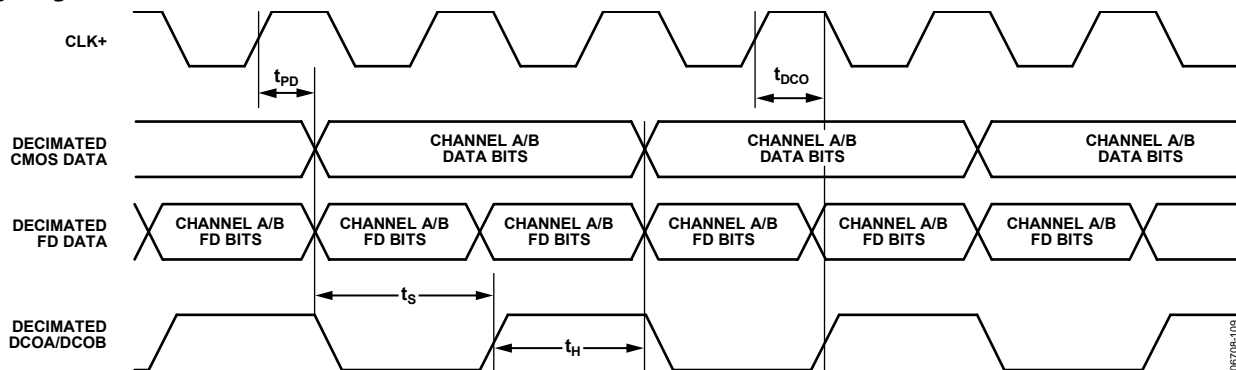 CLK+
tPD
tDCO
DECIMATED
CMOS DATA
CHANNEL A/B
DATA BITS
CHANNEL A/B
DATA BITS
CHANNEL A/B
DATA BITS
DECIMATED
FD DATA
CHANNEL A/B
FD BITS
CHANNEL A/B
FD BITS
CHANNEL A/B
FD BITS
CHANNEL A/B
FD BITS
CHANNEL A/B
FD BITS
CHANNEL A/B
FD BITS
tS
DECIMATED
DCOA/DCOB
tH
06708-109